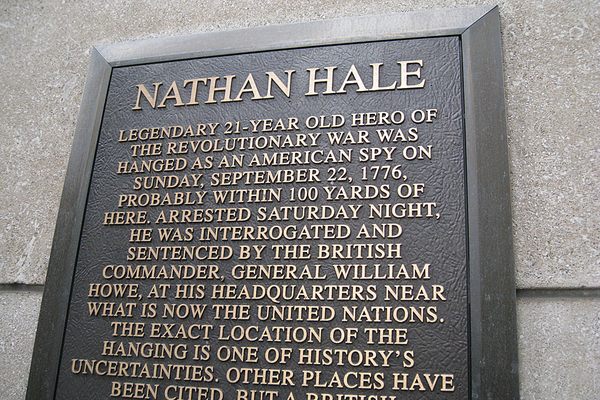 NATHAN HALE
LEGENDARY 21-YEAR OLD HERO OF
THE REVOLUTIONARY WAR WAS
HANGED AS AN AMERICAN SPY ON
SUNDAY, SEPTEMBER 22, 1776,
PROBABLY WITHIN 100 YARDS OF
HERE. ARRESTED SATURDAY NIGHT,
HE WAS INTERROGATED AND
SENTENCED BY THE BRITISH
COMMANDER, GENERAL WILLIAM
HOWE, AT HIS HEADQUARTERS NEAR
WHAT IS NOW THE UNITED NATIONS.
THE EXACT LOCATION OF THE
HANGING IS ONE OF HISTORY'S
UNCERTAINTIES. OTHER PLACES HAVE
BEEN CITED, BUT A BRITISH